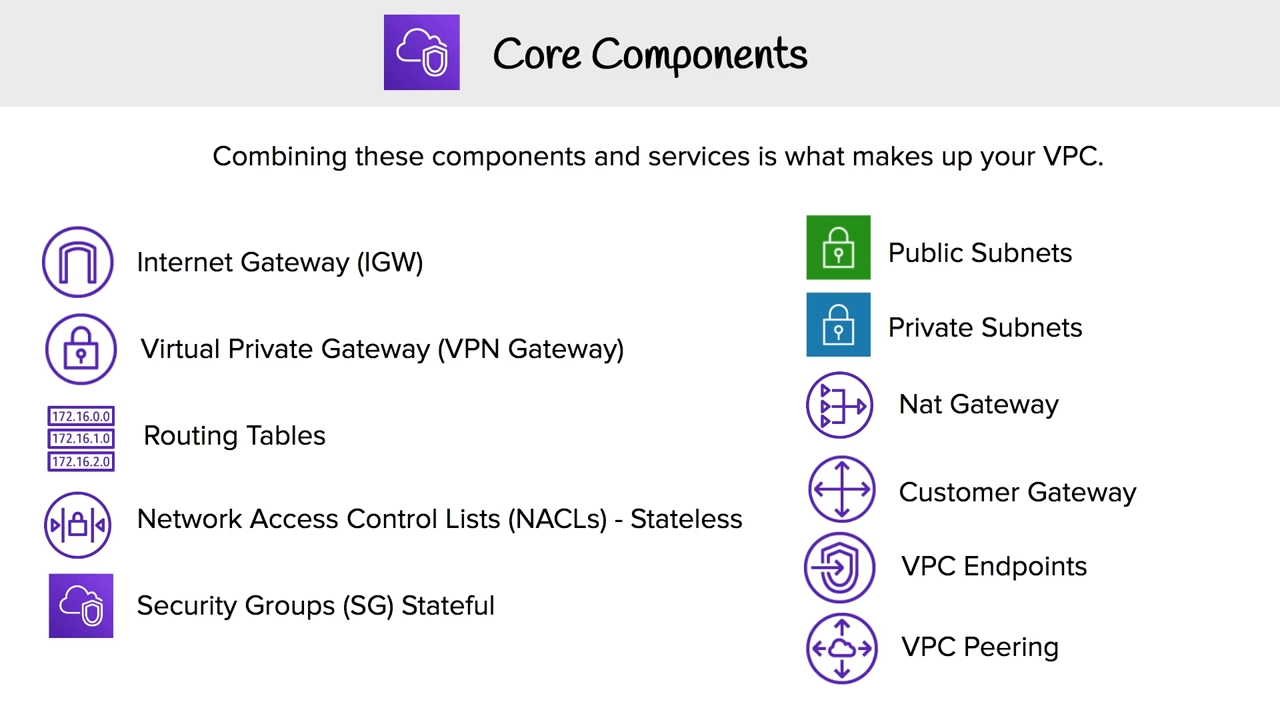 Core Components
Combining these components and services is what makes up your VPC.
Internet Gateway (IGW)
Virtual Private Gateway (VPN Gateway)
172.16.0.0
172.16.1.0
172.16.2.0
Routing Tables
Network Access Control Lists (NACLs) - Stateless
Security Groups (SG) Stateful
Public Subnets
Private Subnets
Nat Gateway
Customer Gateway
VPC Endpoints
VPC Peering